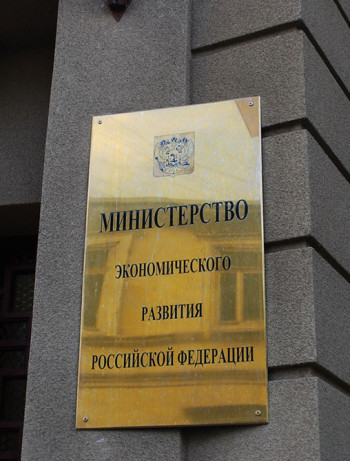 МИНИСТЕРСТВО
ЭКОНОМИЧЕСКОГО
РАЗВИТИЯ
РОССИЙСКОЙ ФЕДЕРАЦИИ